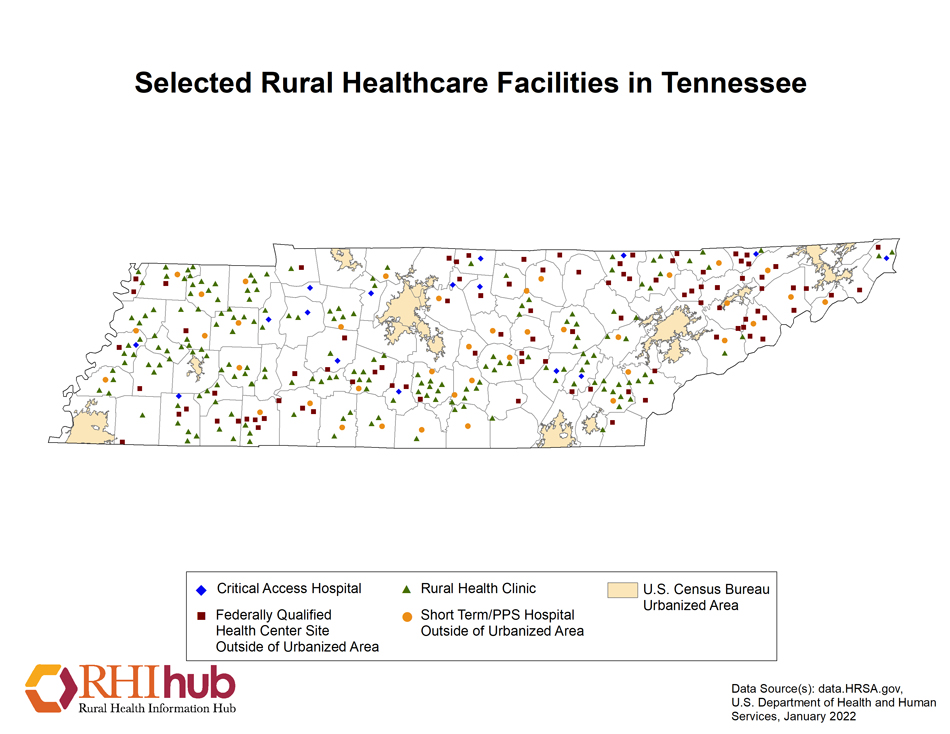 Selected Rural Healthcare Facilities in Tennessee
Critical Access Hospital
Federally Qualified
Health Center Site
Outside of Urbanized Area
Rural Health Clinic
Short Term/PPS Hospital
Outside of Urbanized Area
U.S. Census Bureau
Urbanized Area
RHIhub
Rural Health Information Hub
Data Source(s): data.HRSA.gov,
U.S. Department of Health and Human
Services, January 2022